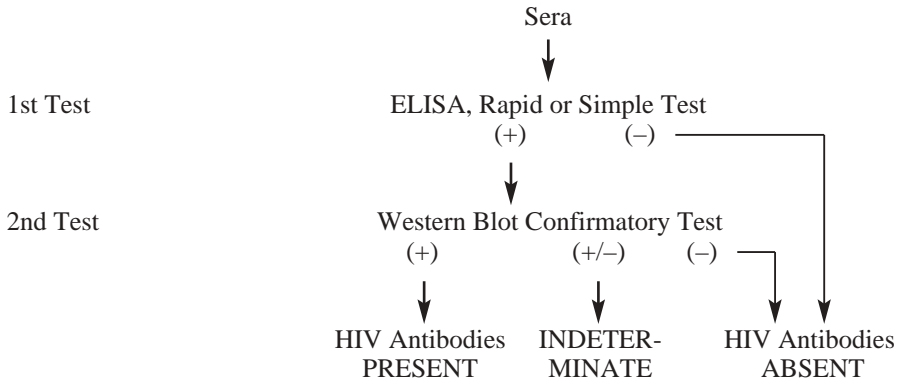 Sera
1st Test ELISA, Rapid or Simple Test
(+) (–)
2nd Test Western Blot Confirmatory Test
(+) (+/–) (–)
HIV Antibodies INDETER- HIV Antibodies
PRESENT MINATE ABSENT